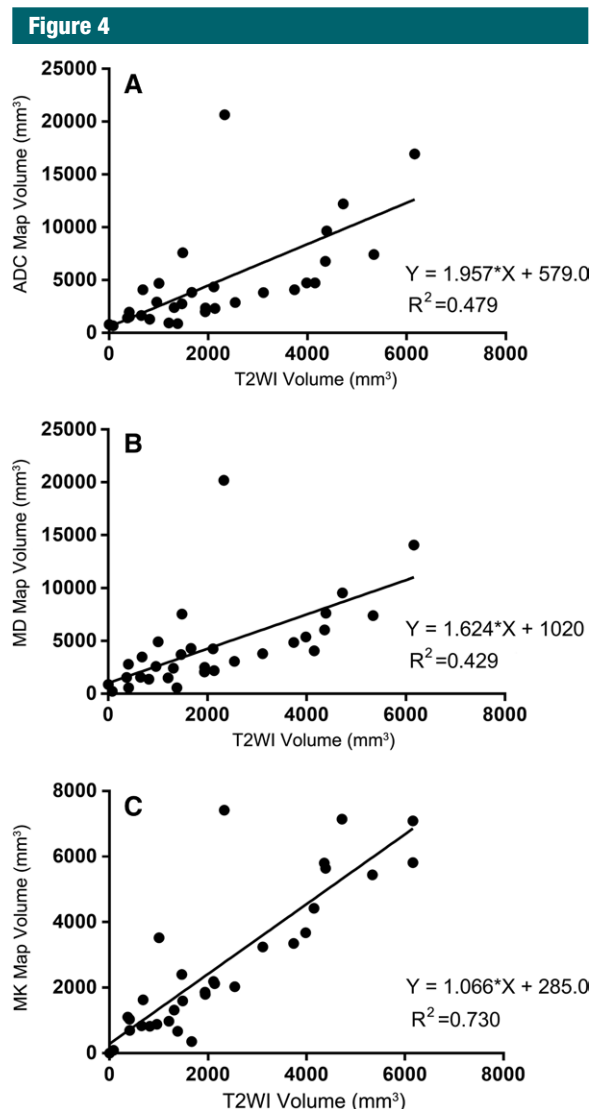 Figure 4
A
ADC Map Volume (mm³)
25000
20000
15000
10000
5000
0
Y = 1.957*X + 579.0
R²=0.479
0 2000 4000 6000 8000
T2WI Volume (mm³)
B
MD Map Volume (mm³)
25000
20000
15000
10000
5000
0
Y = 1.624*X + 1020
R²=0.429
0 2000 4000 6000 8000
T2WI Volume (mm³)
C
MK Map Volume (mm³)
8000
6000
4000
2000
0
Y = 1.066*X + 285.0
R²=0.730
0 2000 4000 6000 8000
T2WI Volume (mm³)